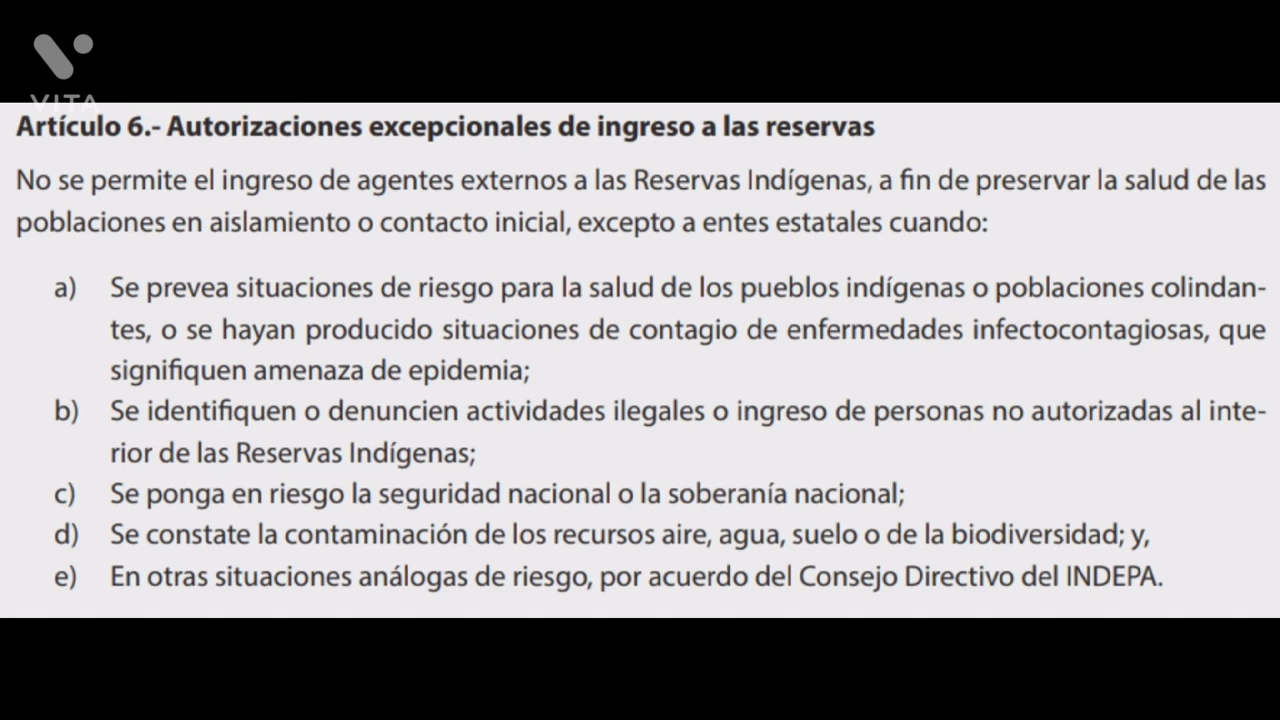 VITA
Artículo 6.- Autorizaciones excepcionales de ingreso a las reservas
No se permite el ingreso de agentes externos a las Reservas Indígenas, a fin de preservar la salud de las
poblaciones en aislamiento o contacto inicial, excepto a entes estatales cuando:
a) Se prevea situaciones de riesgo para la salud de los pueblos indígenas o poblaciones colindan-
tes, o se hayan producido situaciones de contagio de enfermedades infectocontagiosas, que
signifiquen amenaza de epidemia;
b) Se identifiquen o denuncien actividades ilegales o ingreso de personas no autorizadas al inte-
rior de las Reservas Indígenas;
c) Se ponga en riesgo la seguridad nacional o la soberanía nacional;
d) Se constate la contaminación de los recursos aire, agua, suelo o de la biodiversidad; y,
e) En otras situaciones análogas de riesgo, por acuerdo del Consejo Directivo del INDEPA.